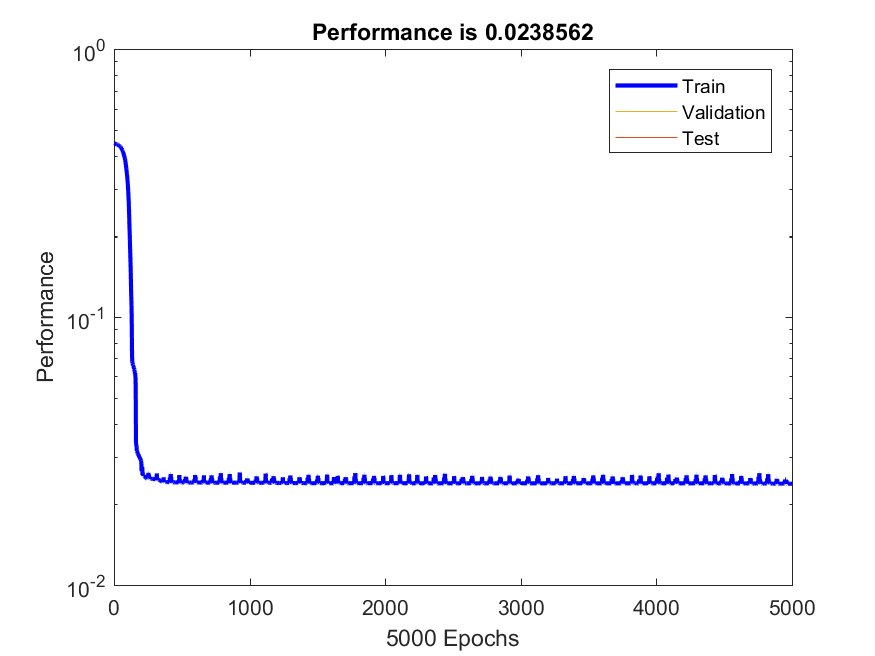 Performance is 0.0238562
10^0
Train
Validation
Test
Performance
10^-1
10^-2
0 1000 2000 3000 4000 5000
5000 Epochs